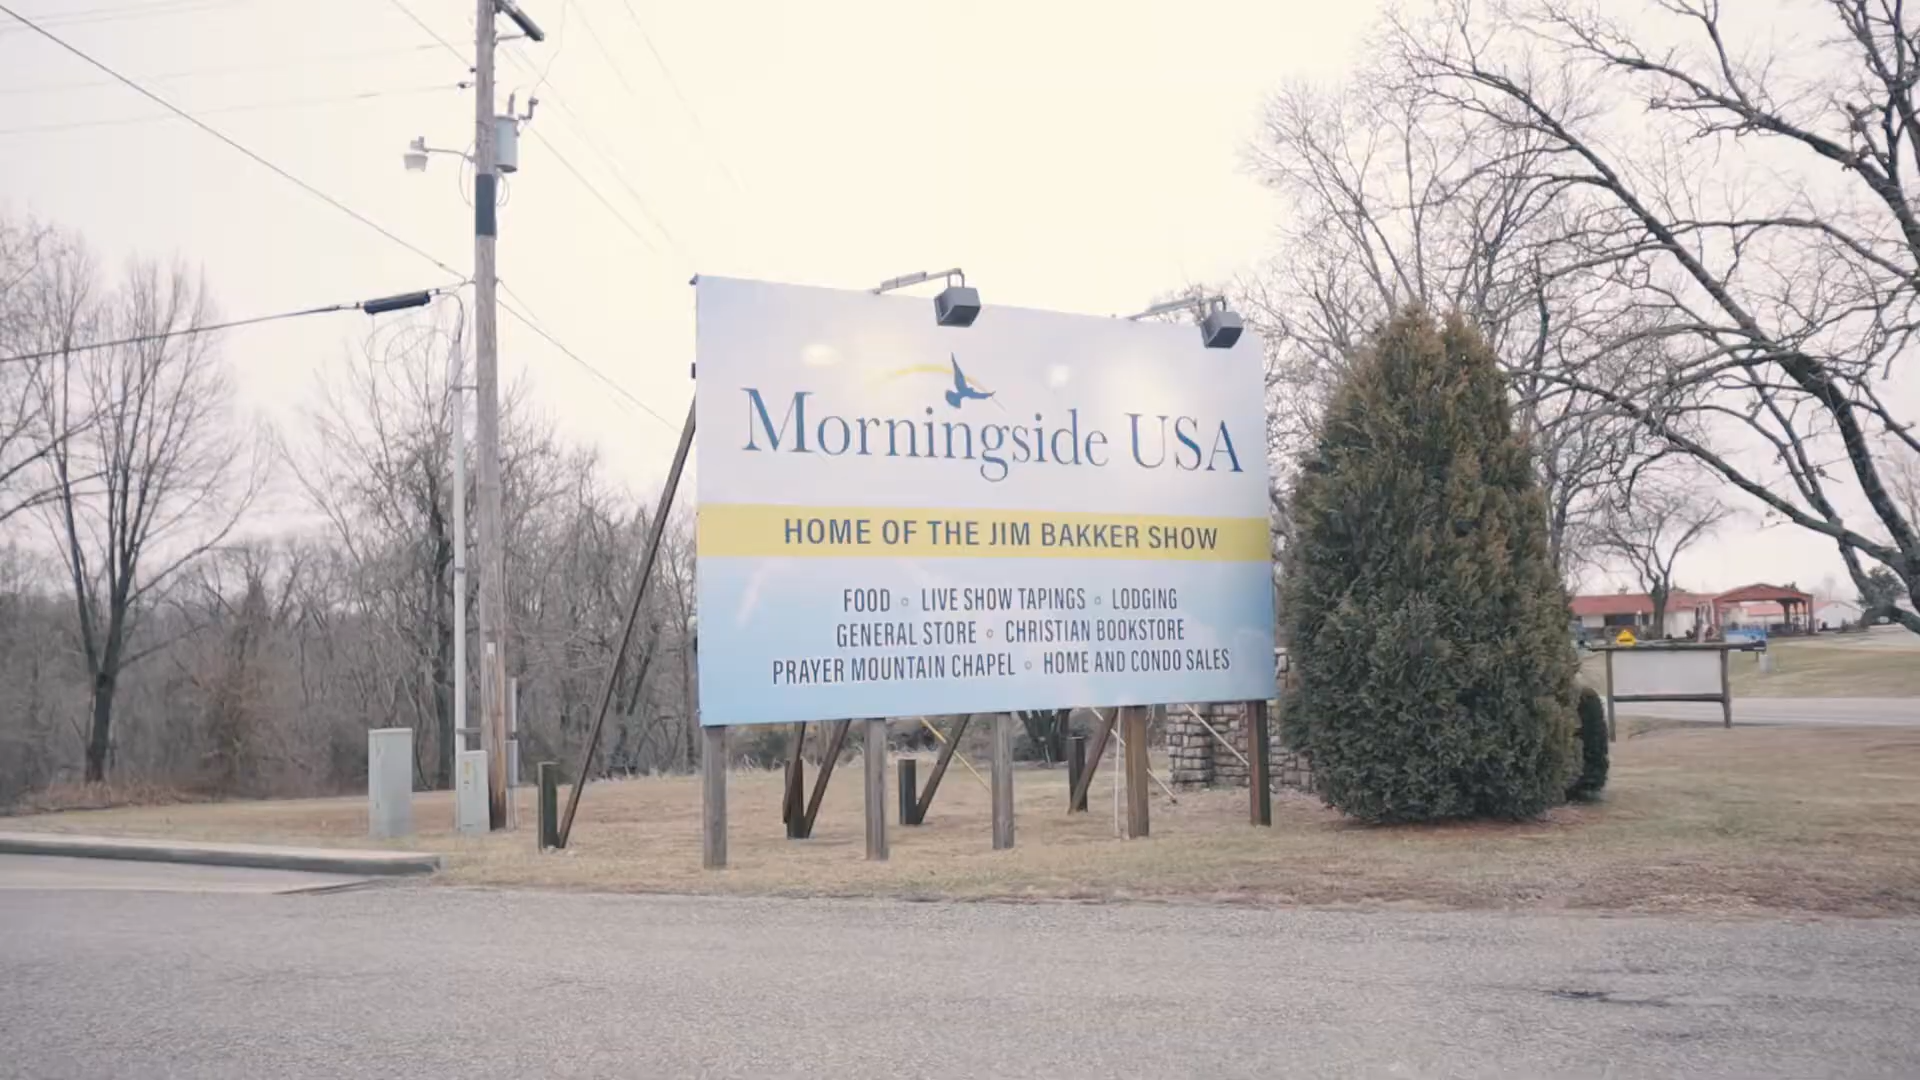 Morningside USA
HOME OF THE JIM BAKKER SHOW
FOOD ◦ LIVE SHOW TAPINGS ◦ LODGING
GENERAL STORE ◦ CHRISTIAN BOOKSTORE
PRAYER MOUNTAIN CHAPEL ◦ HOME AND CONDO SALES